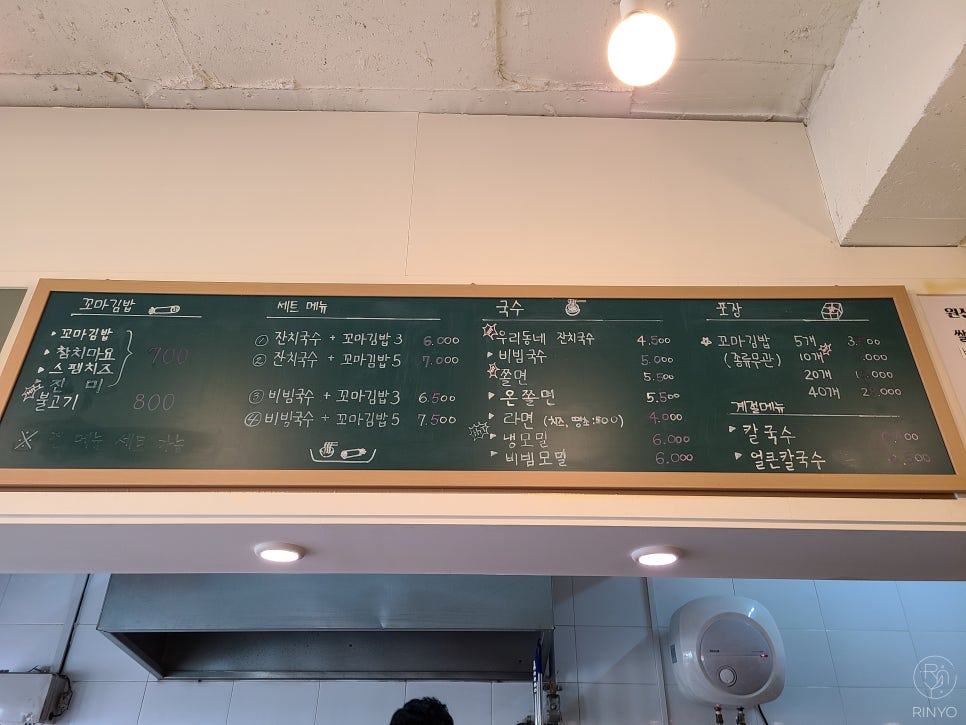 꼬마김밥
▸ 꼬마김밥
▸ 참치마요
▸ 스팸치즈
진 미
700
불고기 800
※ 메뉴 세트 가능
세트 메뉴
① 잔치국수 + 꼬마김밥 3 6.000
② 잔치국수 + 꼬마김밥 5 7.000
③ 비빔국수 + 꼬마김밥 3 6.500
④ 비빔국수 + 꼬마김밥 5 7.500
국수
우리동네 잔치국수 4.500
▸ 비빔국수 5.000
쫄면 5.500
▸ 온쫄면 5.500
▸ 라면 (치즈, 땡초:500) 4.000
▸ 냉모밀 6.000
▸ 비빔모밀 6.000
포장
꼬마김밥 5개
(종류무관) 10개
20개
40개
계절메뉴
▸ 칼국수
▸ 얼큰칼국수
RINYO